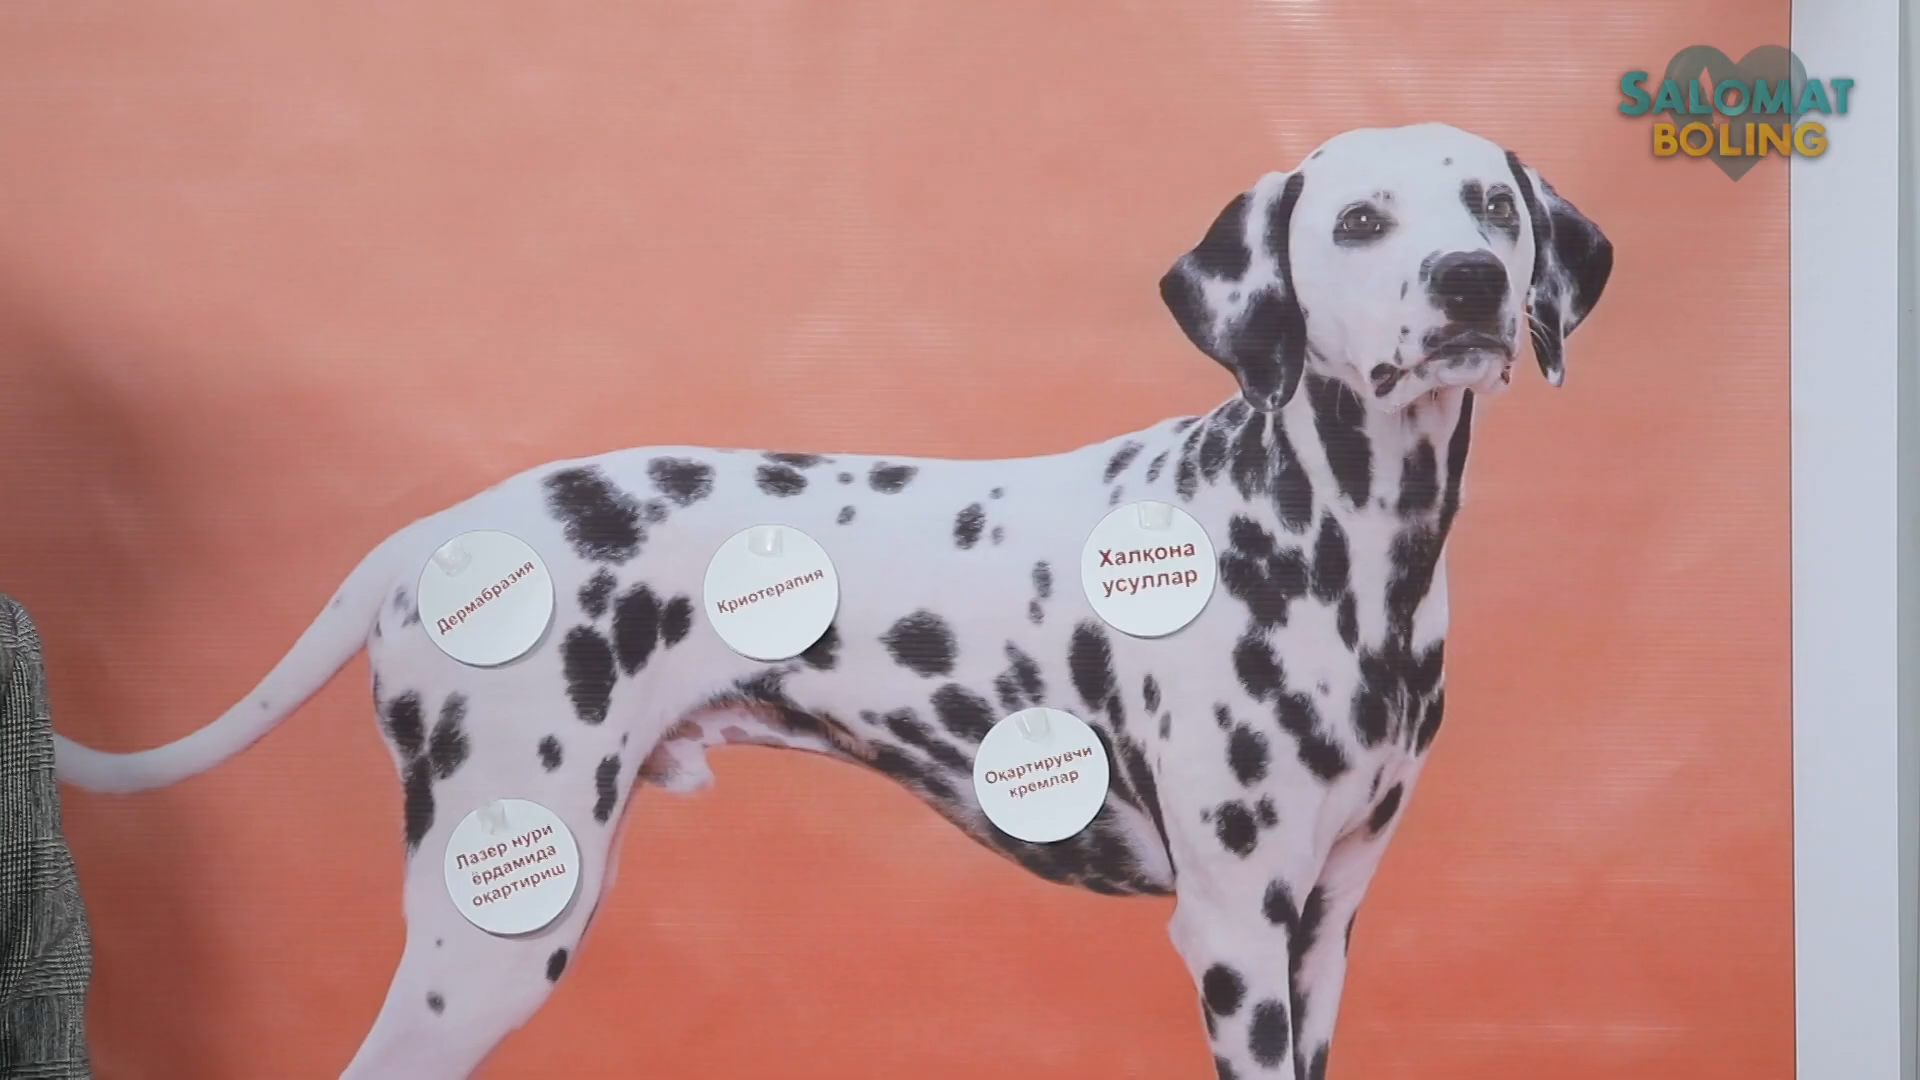 SALOMAT
BOLING
Халқона
усуллар
Дермабразия
Криотерапия
Оқартирувчи
кремлар
Лазер нури
ёрдамида
оқартириш